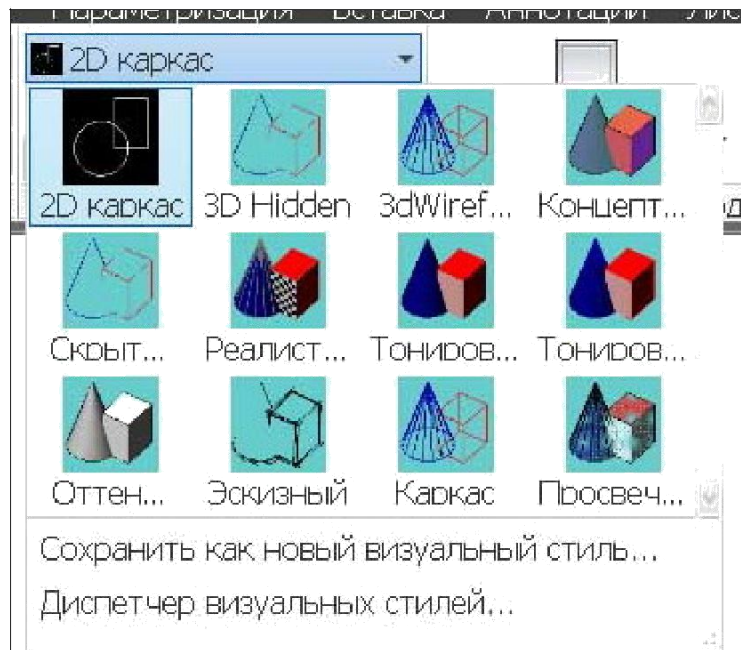 Параметризация Вставка Аннотации Лис
2D каркас
2D каркас 3D Hidden 3dWiref... Концепт...
Скрыт... Реалист... Тониров... Тониров...
Оттен... Эскизный Каркас Просвеч...
Сохранить как новый визуальный стиль...
Диспетчер визуальных стилей...